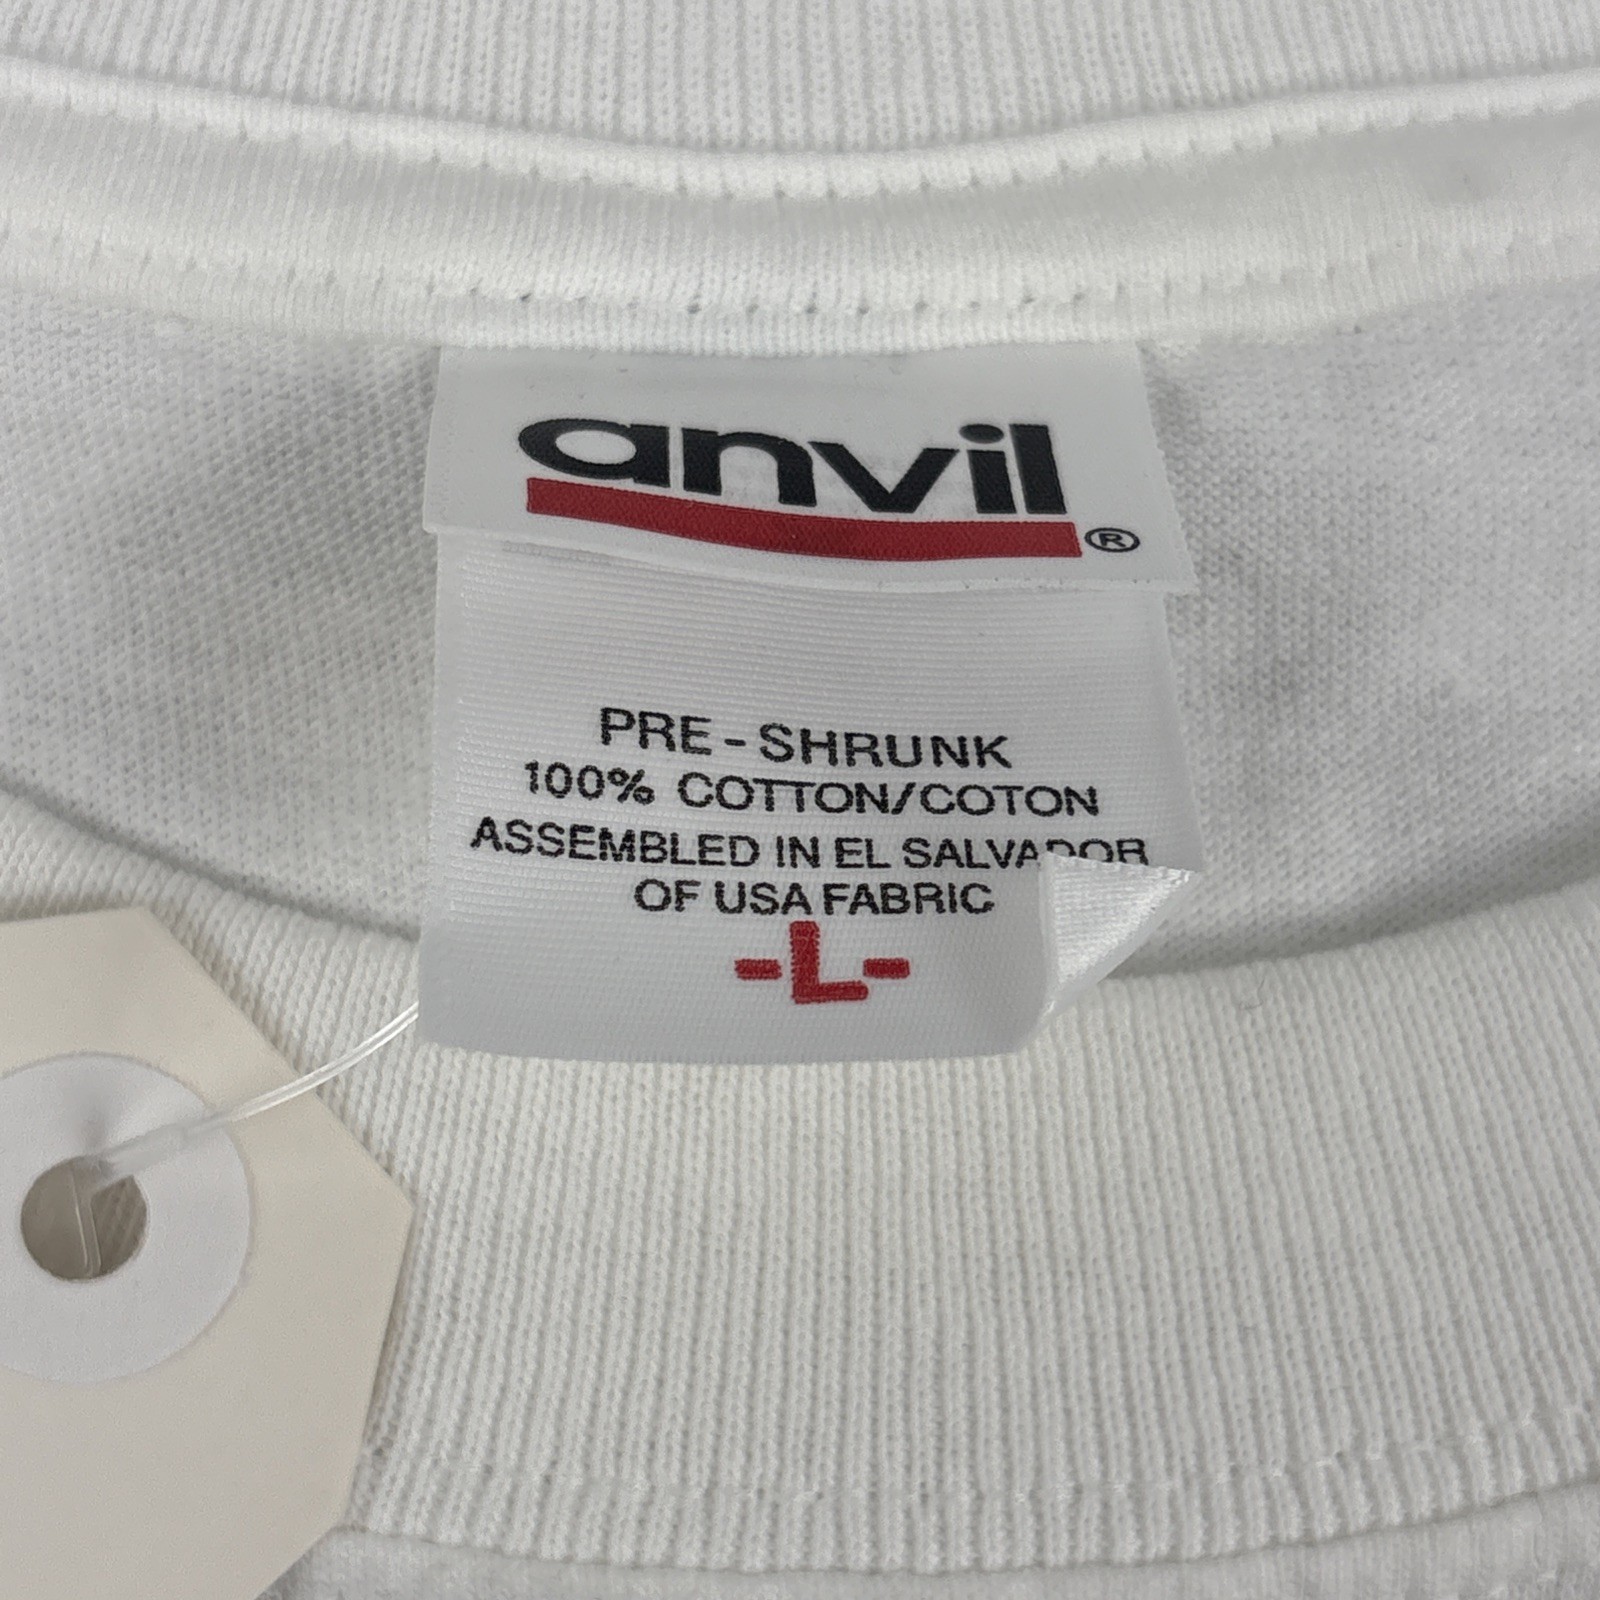 anvil®
PRE-SHRUNK
100% COTTON/COTON
ASSEMBLED IN EL SALVADOR
OF USA FABRIC
-L-